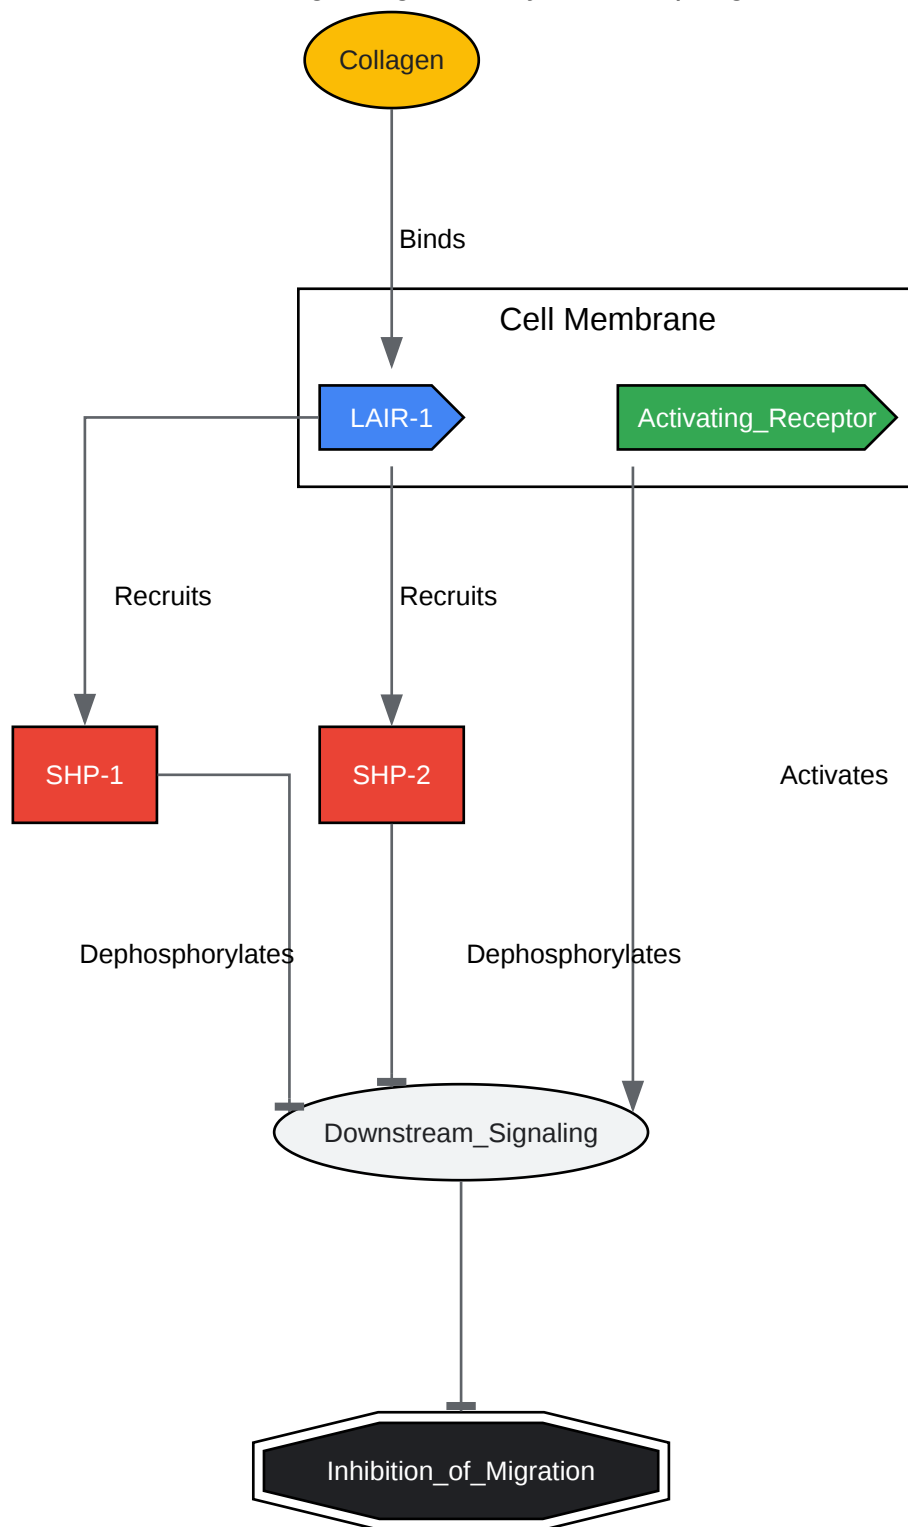 Collagen
Binds
Cell Membrane
LAIR-1
Activating_Receptor
Recruits
Recruits
SHP-1
SHP-2
Activates
Dephosphorylates
Dephosphorylates
Downstream_Signaling
Inhibition_of_Migration